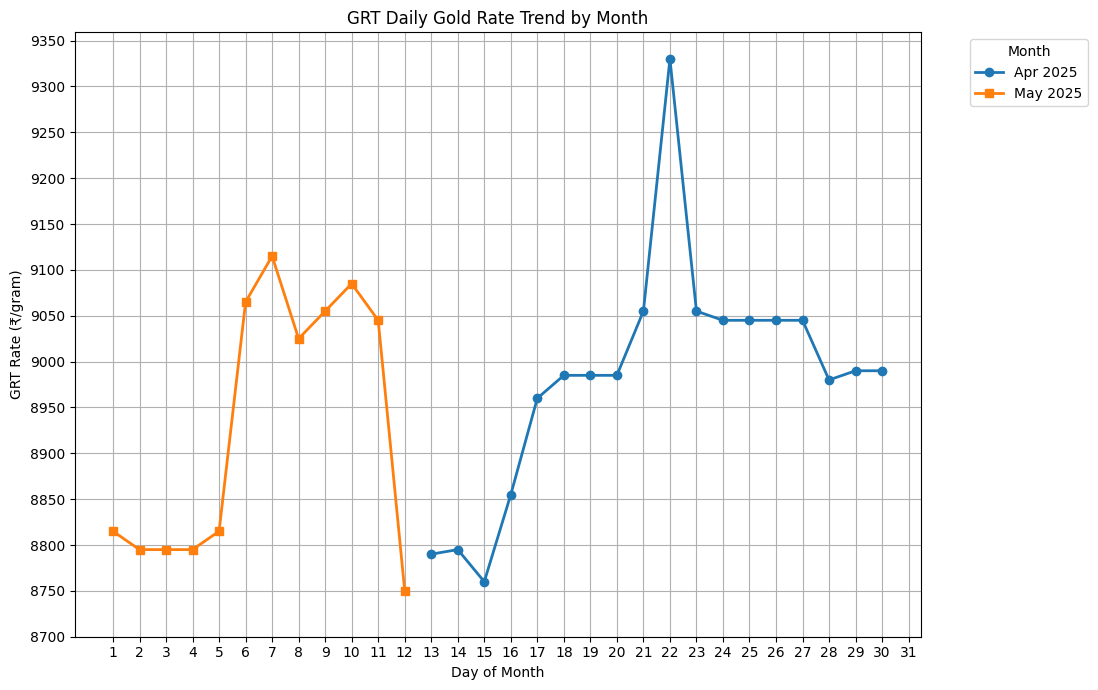 GRT Daily Gold Rate Trend by Month
9350
9300
9250
9200
9150
9100
9050
9000
8950
8900
8850
8800
8750
8700
GRT Rate (₹/gram)
1 2 3 4 5 6 7 8 9 10 11 12 13 14 15 16 17 18 19 20 21 22 23 24 25 26 27 28 29 30 31
Day of Month
Month
Apr 2025
May 2025